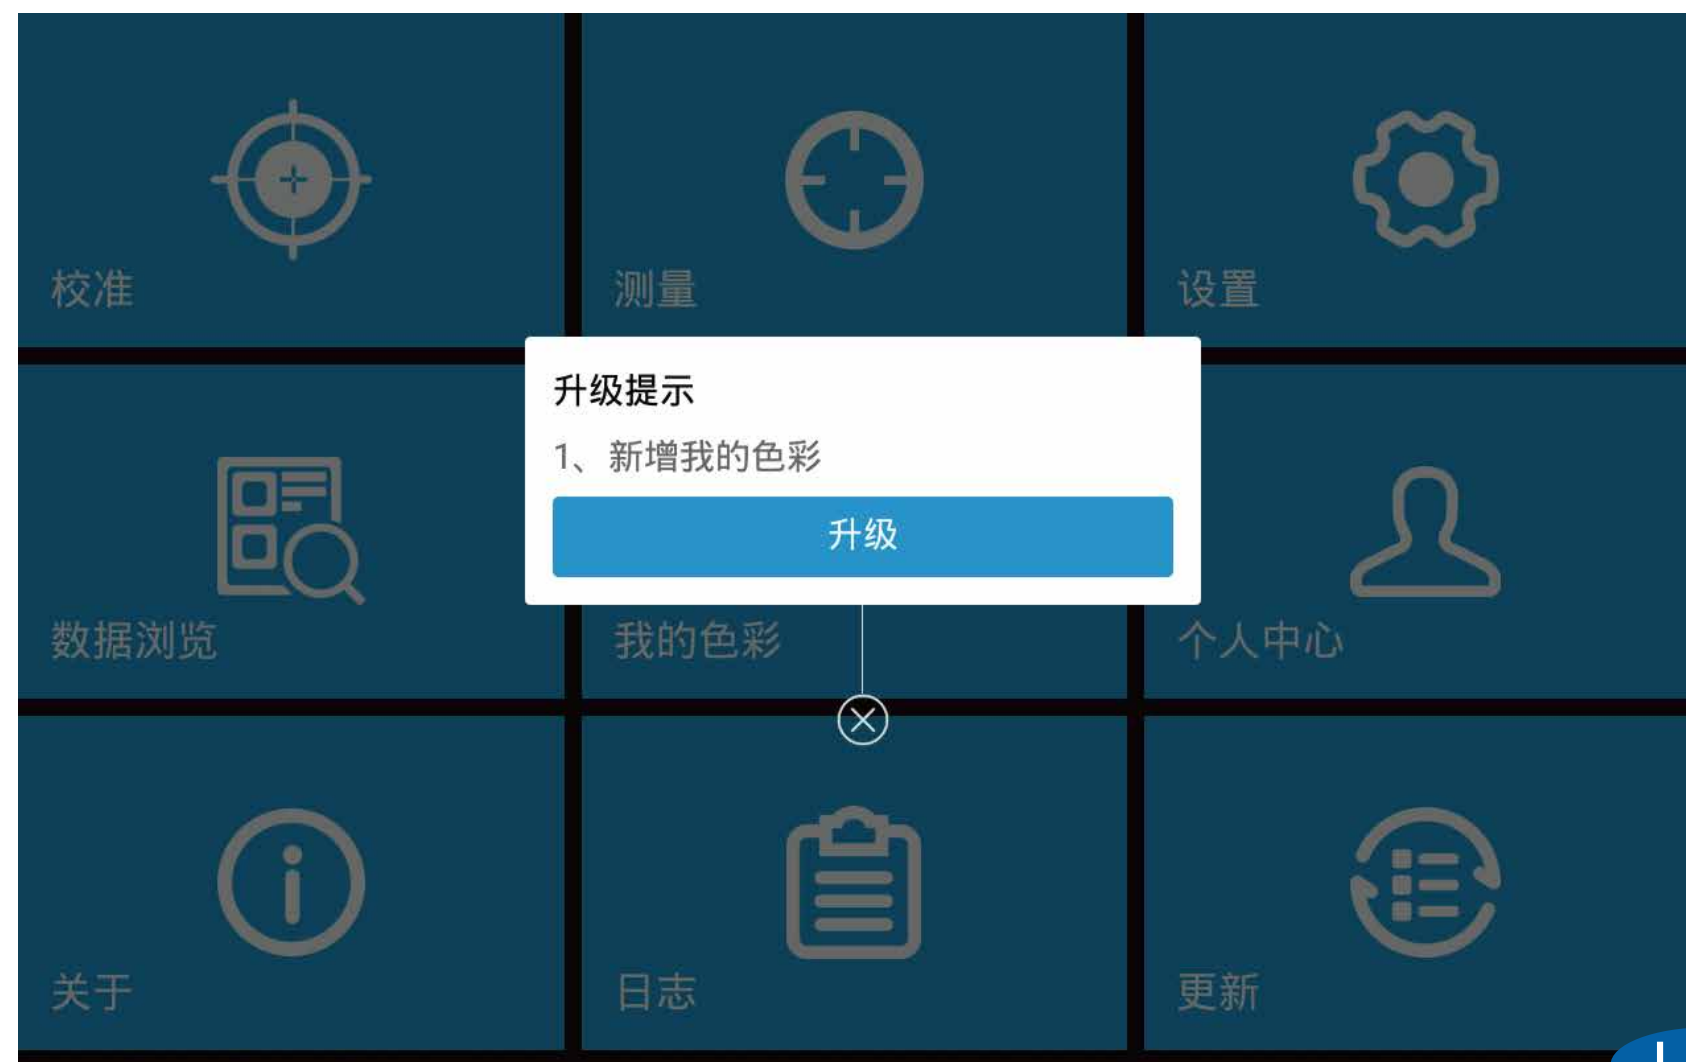 校准
测量
设置
升级提示
1、新增我的色彩
升级
数据浏览
我的色彩
个人中心
关于
日志
更新